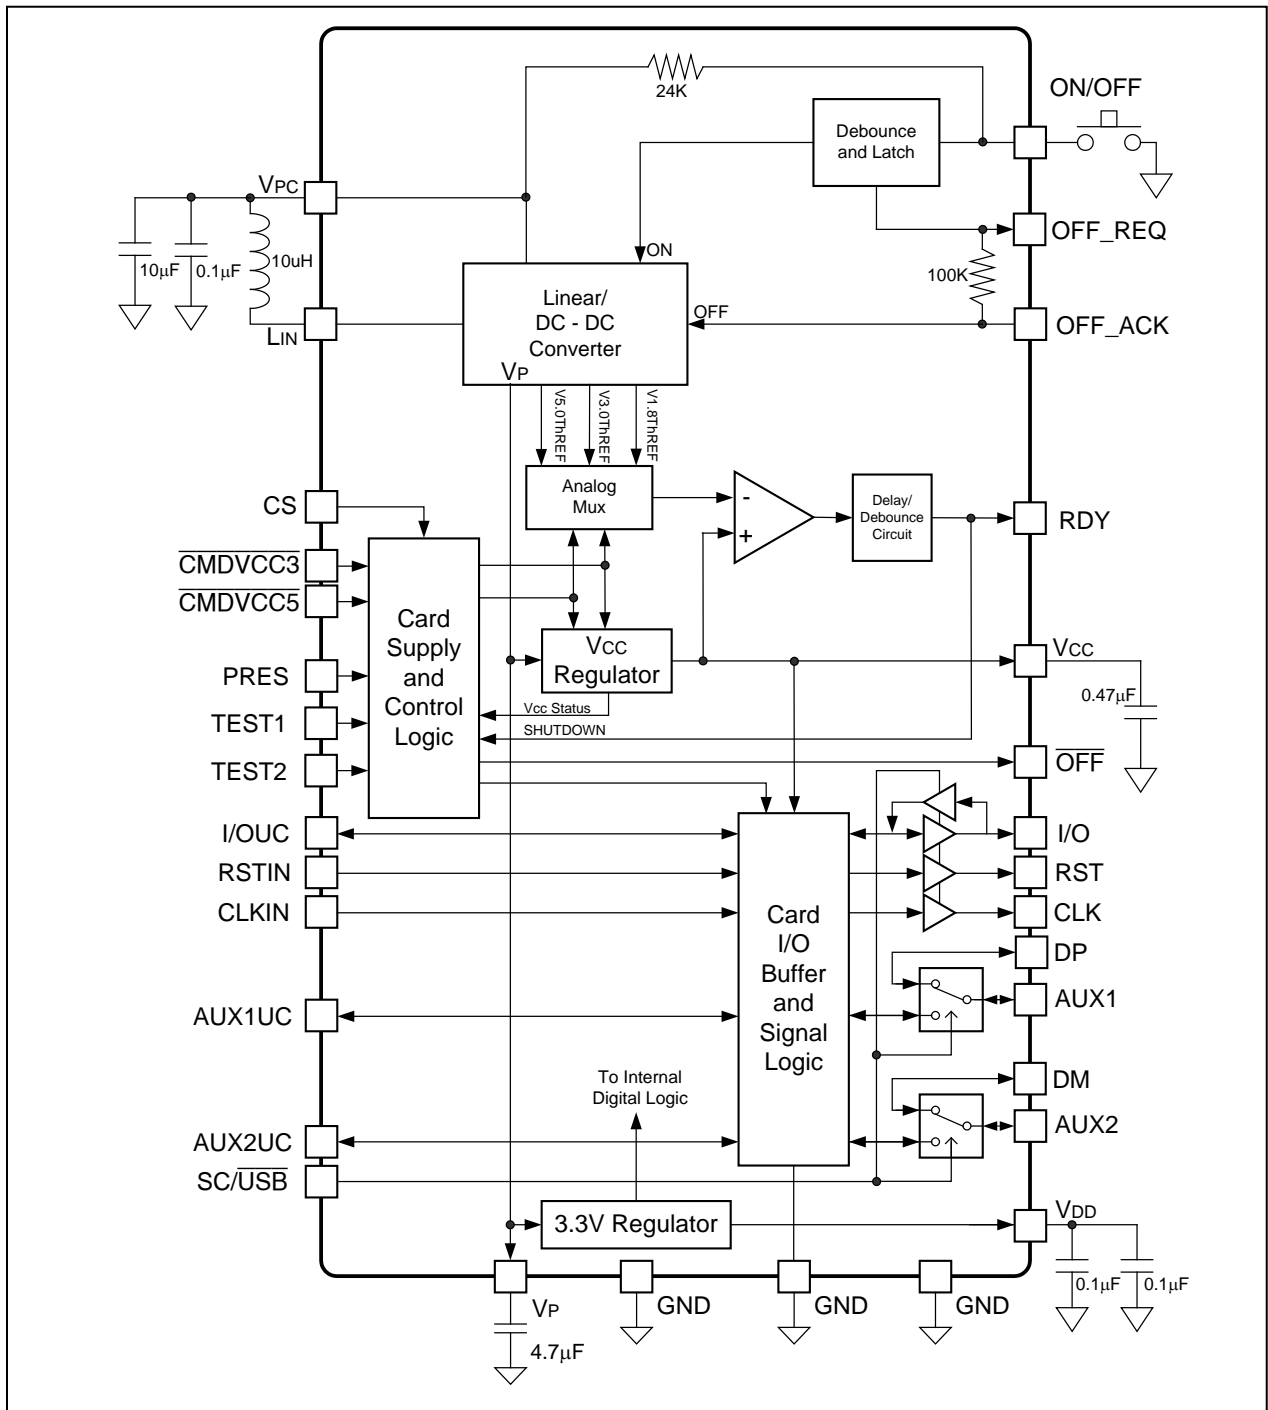 24K
ON/OFF
Debounce
and Latch
VPC
OFF_REQ
10µF
0.1µF
10uH
ON
100K
Linear/
DC - DC
Converter
OFF
OFF_ACK
LIN
VP
V5.0ThREF
V3.0ThREF
V1.8ThREF
Analog
Mux
-
+
Delay/
Debounce
Circuit
CS
RDY
CMDVCC3
CMDVCC5
Card
Supply
and
Control
Logic
VCC
Regulator
VCC
0.47µF
PRES
TEST1
TEST2
Vcc Status
SHUTDOWN
OFF
I/OUC
I/O
RSTIN
RST
CLKIN
CLK
Card
I/O
Buffer
and
Signal
Logic
DP
AUX1
AUX1UC
To Internal
Digital Logic
DM
AUX2
AUX2UC
SC/USB
3.3V Regulator
VDD
0.1µF
0.1µF
VP
GND
GND
GND
4.7µF